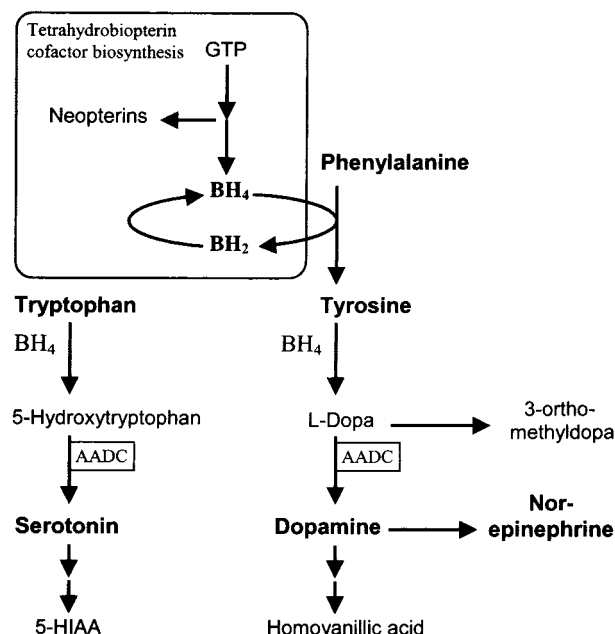 Tetrahydrobiopterin
cofactor biosynthesis
GTP
Neopterins
Phenylalanine
BH4
BH2
Tryptophan
Tyrosine
BH4
BH4
5-Hydroxytryptophan
L-Dopa
3-ortho-
methyldopa
AADC
AADC
Serotonin
Dopamine
Nor-
epinephrine
5-HIAA
Homovanillic acid